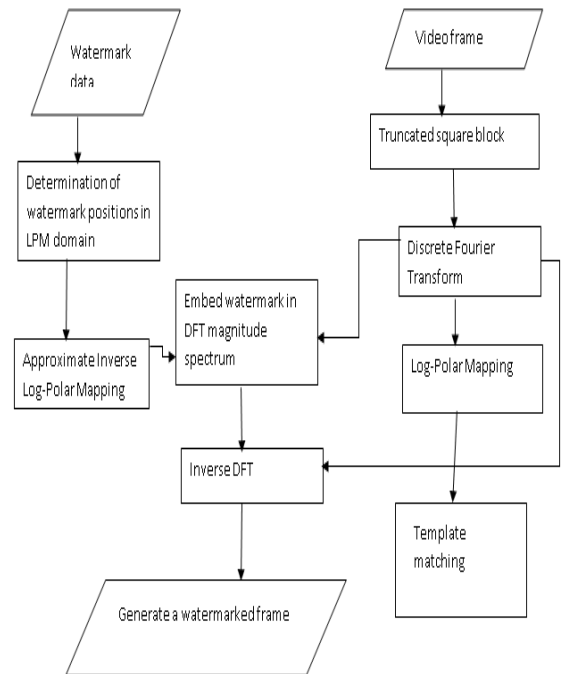 Watermark
data
Video frame
Truncated square block
Determination of
watermark positions in
LPM domain
Discrete Fourier
Transform
Embed watermark in
DFT magnitude
spectrum
Approximate Inverse
Log-Polar Mapping
Log-Polar Mapping
Inverse DFT
Template
matching
Generate a watermarked frame